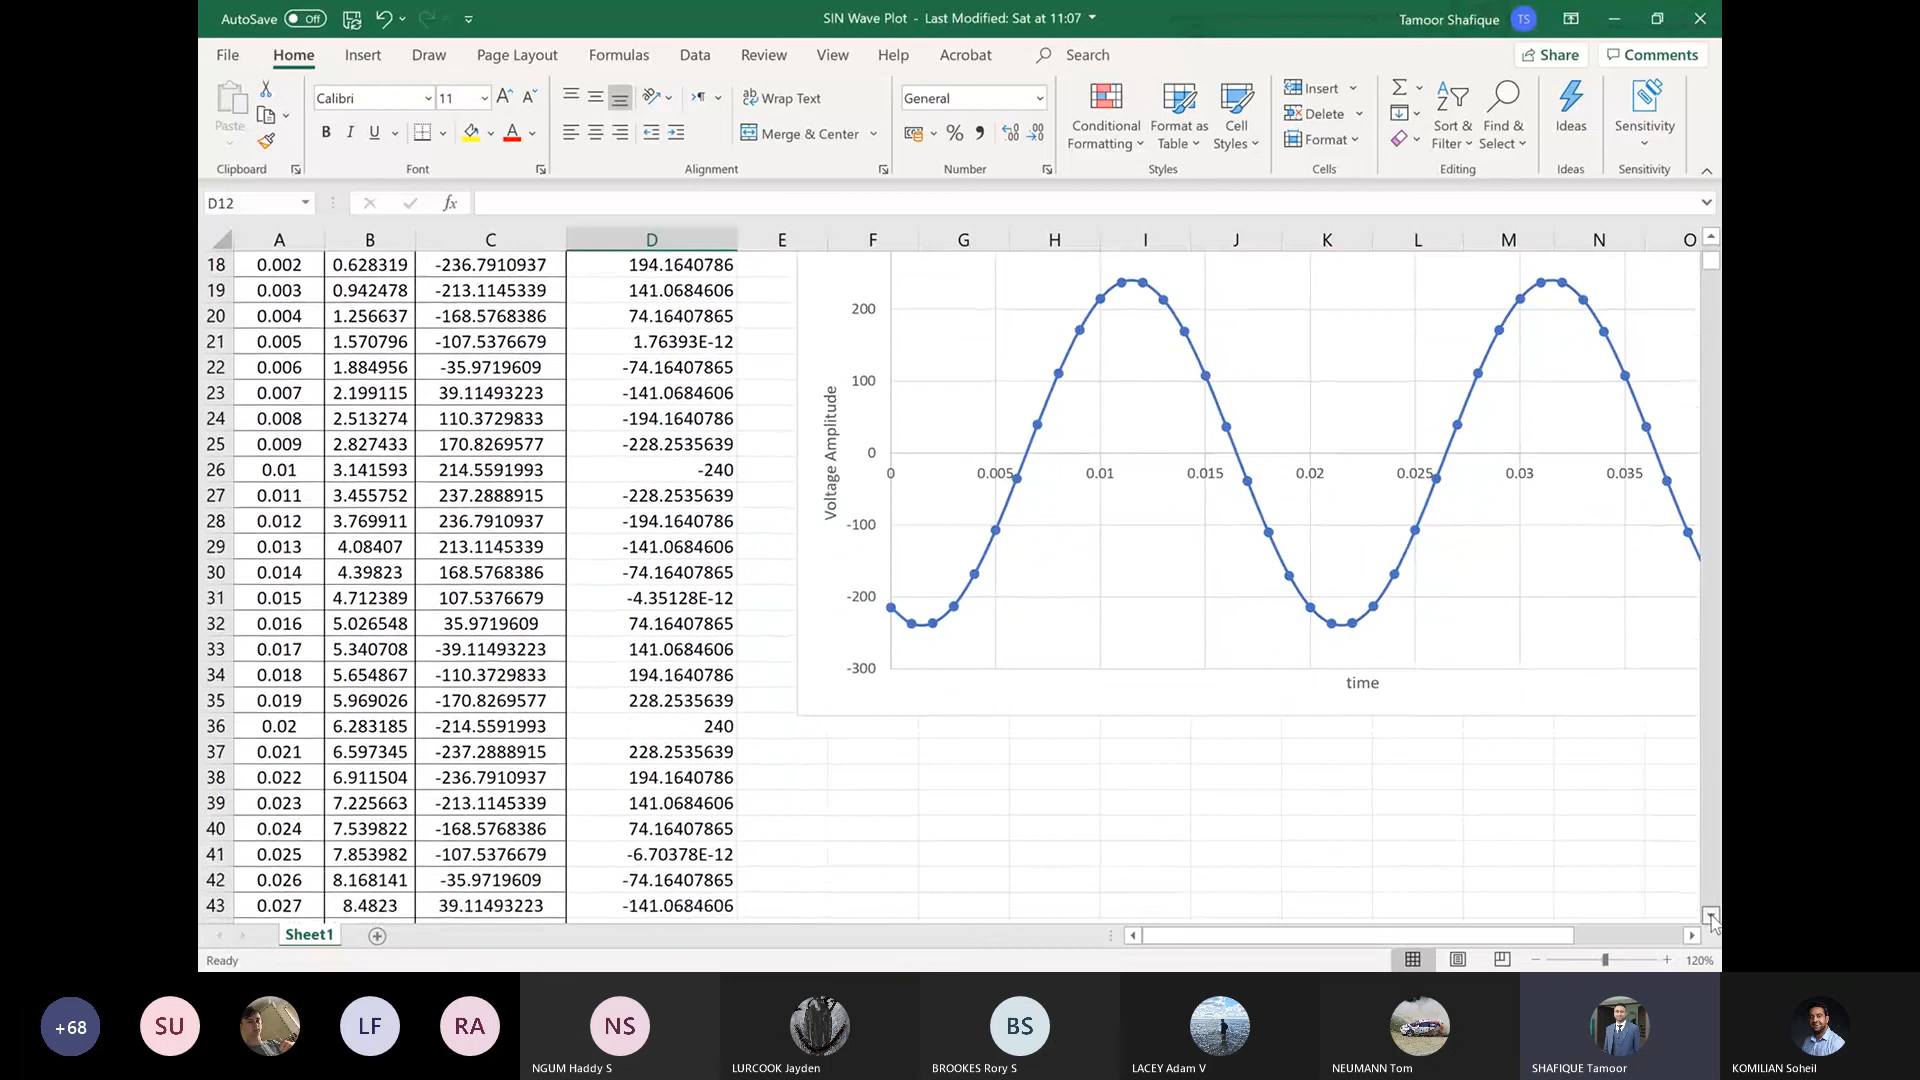 AutoSave Off SIN Wave Plot - Last Modified: Sat at 11:07 Tamoor Shafique TS
File Home Insert Draw Page Layout Formulas Data Review View Help Acrobat Search Share Comments
Paste Calibri 11 Wrap Text General Conditional Formatting Format as Table Cell Styles Insert Sort & Filter Find & Select Ideas Sensitivity
Delete
B I U A Merge & Center % Format
Clipboard Font Alignment Number Styles Cells Editing Ideas Sensitivity
D12 fx
A B C D E F G H I J K L M N O
18 0.002 0.628319 -236.7910937 194.1640786
19 0.003 0.942478 -213.1145339 141.0684606
20 0.004 1.256637 -168.5768386 74.16407865
21 0.005 1.570796 -107.5376679 1.76393E-12
22 0.006 1.884956 -35.9719609 -74.16407865
23 0.007 2.199115 39.11493223 -141.0684606
24 0.008 2.513274 110.3729833 -194.1640786
25 0.009 2.827433 170.8269577 -228.2535639
26 0.01 3.141593 214.5591993 -240
27 0.011 3.455752 237.2888915 -228.2535639
28 0.012 3.769911 236.7910937 -194.1640786
29 0.013 4.08407 213.1145339 -141.0684606
30 0.014 4.39823 168.5768386 -74.16407865
31 0.015 4.712389 107.5376679 -4.35128E-12
32 0.016 5.026548 35.9719609 74.16407865
33 0.017 5.340708 -39.11493223 141.0684606
34 0.018 5.654867 -110.3729833 194.1640786
35 0.019 5.969026 -170.8269577 228.2535639
36 0.02 6.283185 -214.5591993 240
37 0.021 6.597345 -237.2888915 228.2535639
38 0.022 6.911504 -236.7910937 194.1640786
39 0.023 7.225663 -213.1145339 141.0684606
40 0.024 7.539822 -168.5768386 74.16407865
41 0.025 7.853982 -107.5376679 -6.70378E-12
42 0.026 8.168141 -35.9719609 -74.16407865
43 0.027 8.4823 39.11493223 -141.0684606
Voltage Amplitude
200
100
0
0 0.005 0.01 0.015 0.02 0.025 0.03 0.035
-100
-200
-300
time
Sheet1
Ready 120%
+68 SU LF RA NS BS
NGUM Haddy S LURCOOK Jayden BROOKES Rory S LACEY Adam V NEUMANN Tom SHAFIQUE Tamoor KOMILIAN Soheil